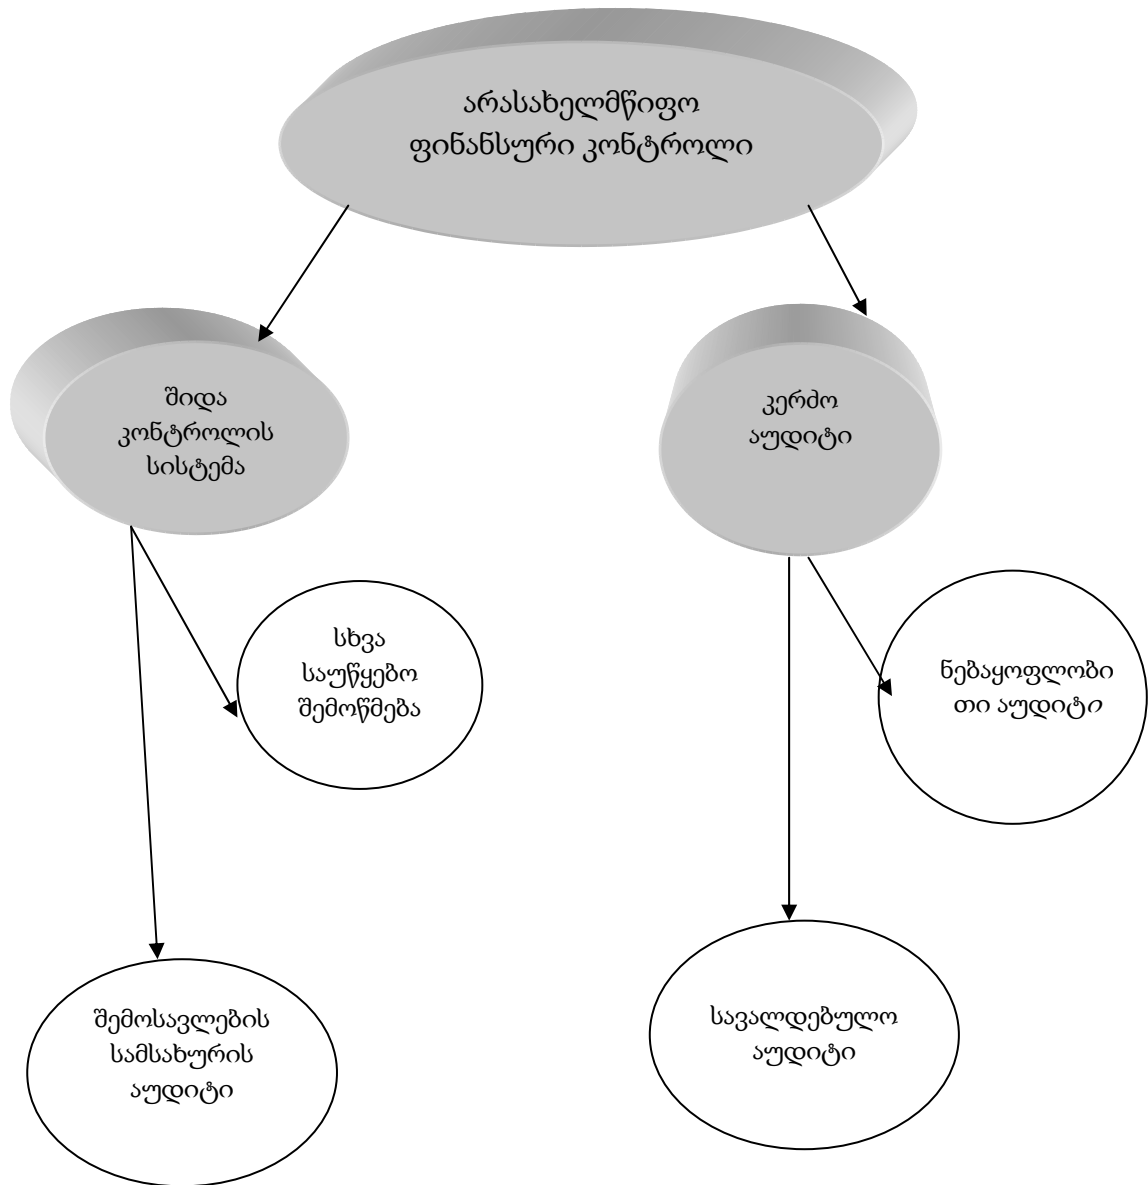 არასახელმწიფო
ფინანსური კონტროლი
შიდა
კონტროლის
სისტემა
კერძო
აუდიტი
სხვა
საუწყებო
შემოწმება
ნებაყოფლობი
თი აუდიტი
შემოსავლების
სამსახურის
აუდიტი
სავალდებულო
აუდიტი